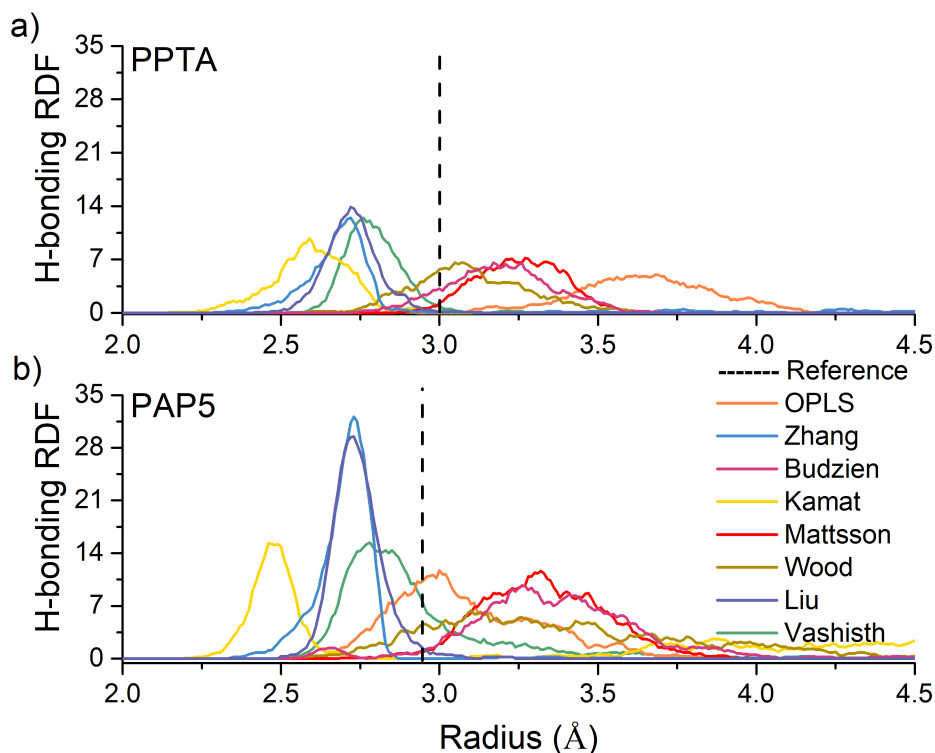 a)
PPTA
H-bonding RDF
35
28
21
14
7
0
2.0 2.5 3.0 3.5 4.0 4.5
b)
PAP5
H-bonding RDF
35
28
21
14
7
0
2.0 2.5 3.0 3.5 4.0 4.5
Radius (Å)
Reference
OPLS
Zhang
Budzien
Kamat
Mattsson
Wood
Liu
Vashisth